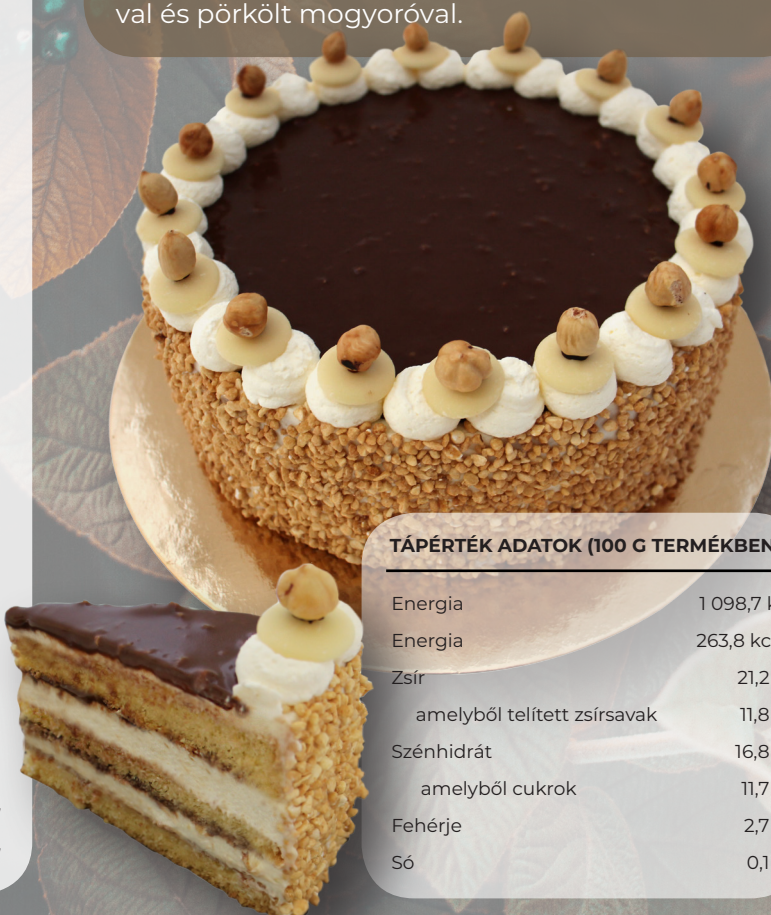 val és pörkölt mogyoróval.
TÁPÉRTÉK ADATOK (100 G TERMÉKBEN
Energia 1 098,7 k
Energia 263,8 kc
Zsír 21,2
amelyből telített zsírsavak 11,8
Szénhidrát 16,8
amelyből cukrok 11,7
Fehérje 2,7
Só 0,1